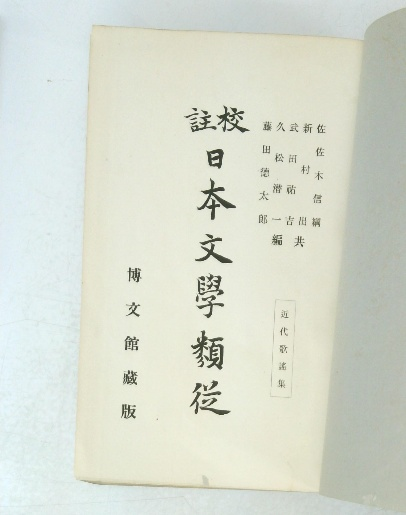 佐佐木信綱
新村出
武田祐吉
久松潜一
藤田德太郎
共編
校註
日本文學類從
近代歌謠集
博文館藏版